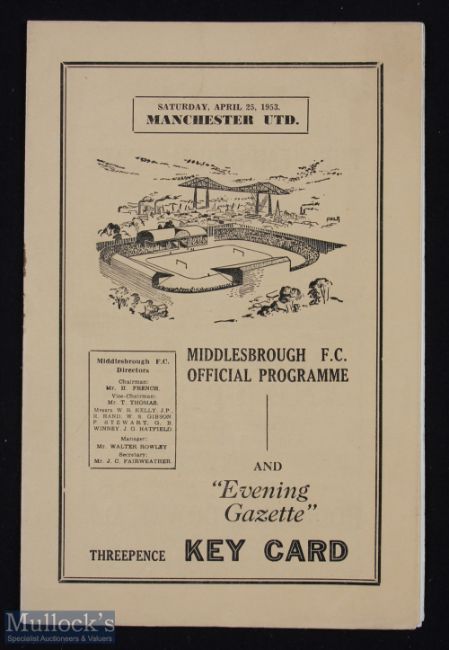 SATURDAY, APRIL 25, 1953.
MANCHESTER UTD.
MIDDLESBROUGH F.C.
OFFICIAL PROGRAMME
Middlesbrough F.C.
Directors
Chairman:
Mr. H. FRENCH.
Vice-Chairman:
Mr. T. THOMAS.
Messrs W. B. KELLY, J.P.
R. RAND, W. S. GIBSON
P. STEWART, G. B.
WINNEY, J. G. HATFIELD
Manager:
Mr. WALTER ROWLEY
Secretary:
Mr. J. C. FAIRWEATHER.
AND
"Evening
Gazette"
THREEPENCE KEY CARD
Mullock's
Specialist Auctioneers & Valuers